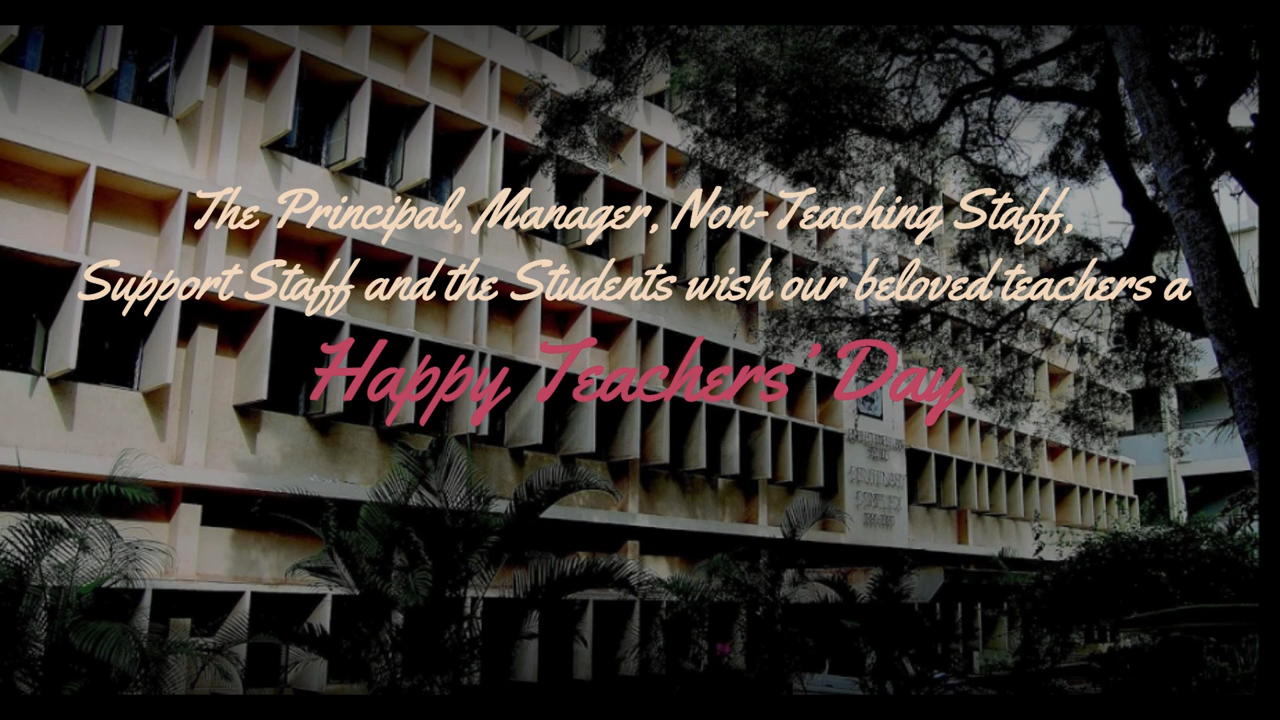 The Principal, Manager, Non-Teaching Staff,
Support Staff and the Students wish our beloved teachers a
Happy Teachers' Day